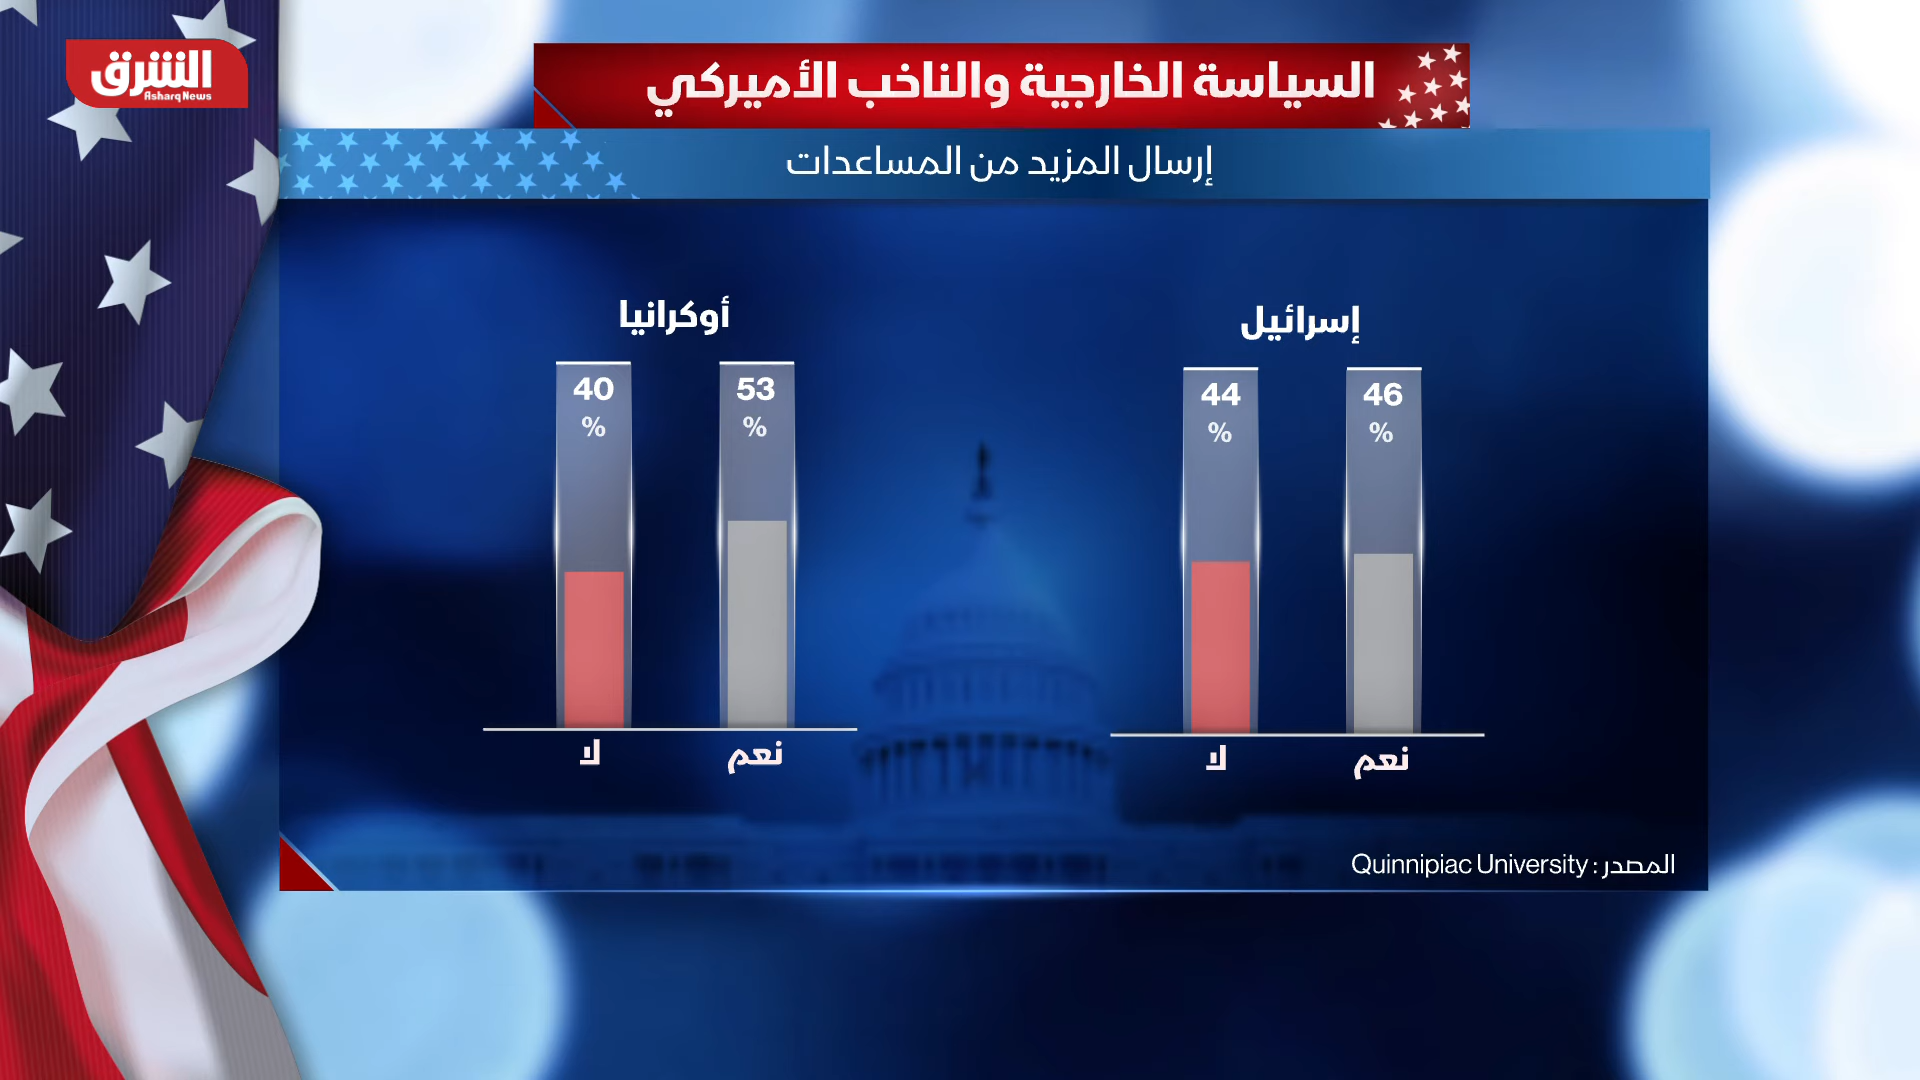 الشرق
Asharq News
السياسة الخارجية والناخب الأميركي
إرسال المزيد من المساعدات
إسرائيل
46 %
44 %
نعم
لا
أوكرانيا
53 %
40 %
نعم
لا
المصدر: Quinnipiac University